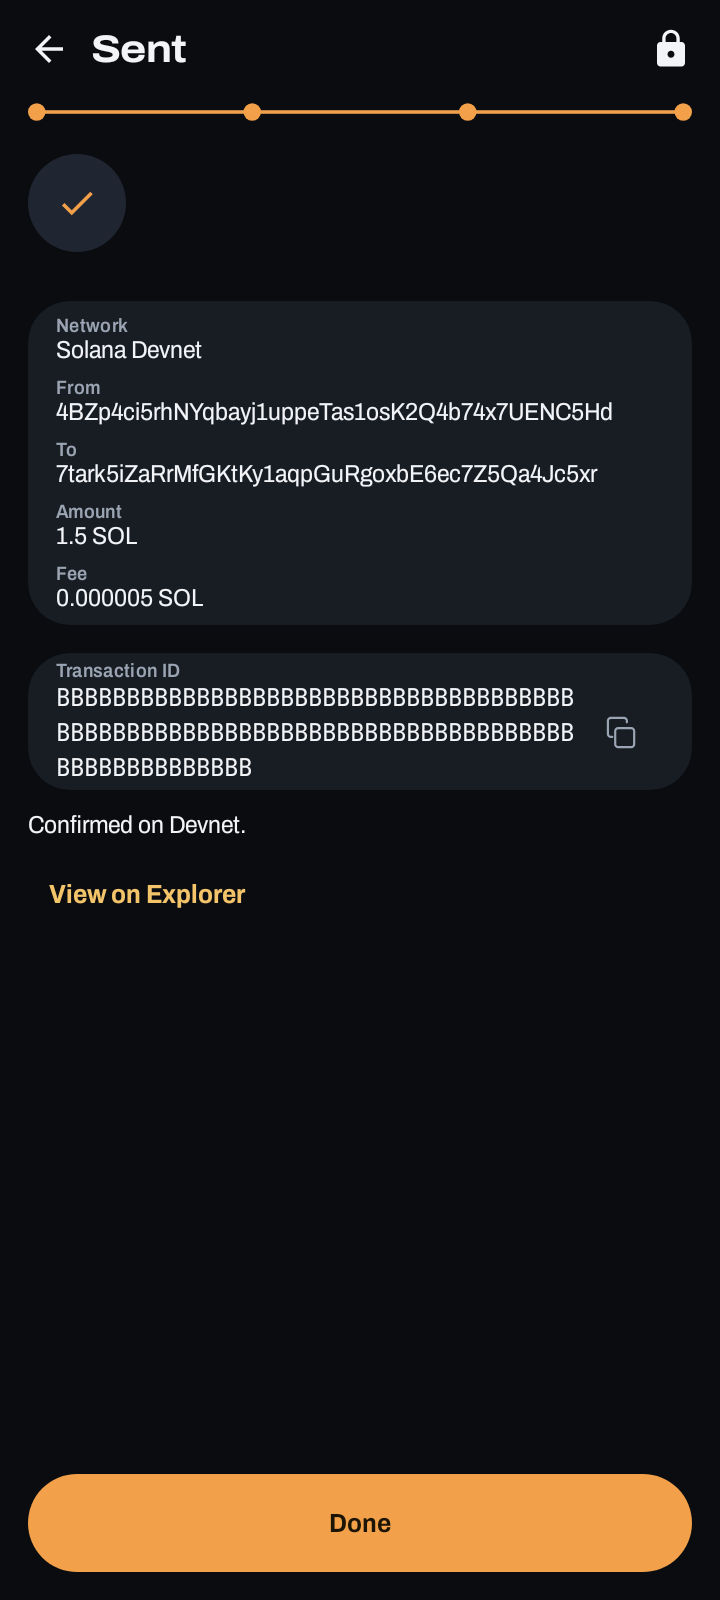 Sent
Network
Solana Devnet
From
4BZp4ci5rhNYqbayj1uppeTas1osK2Q4b74x7UENC5Hd
To
7tark5iZaRrMfGKtKy1aqpGuRgoxbE6ec7Z5Qa4Jc5xr
Amount
1.5 SOL
Fee
0.000005 SOL
Transaction ID
BBBBBBBBBBBBBBBBBBBBBBBBBBBBBBBBBBBBB
BBBBBBBBBBBBBBBBBBBBBBBBBBBBBBBBBBBBB
BBBBBBBBBBBBBB
Confirmed on Devnet.
View on Explorer
Done